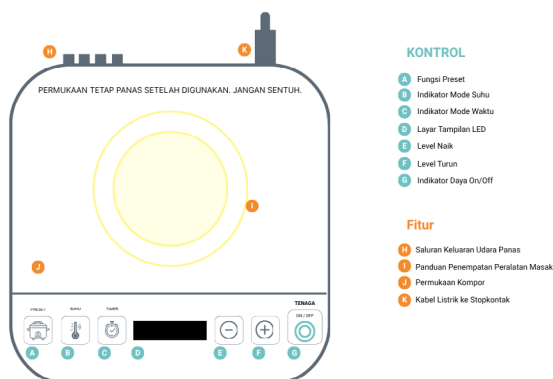 H
K
PERMUKAAN TETAP PANAS SETELAH DIGUNAKAN. JANGAN SENTUH.
I
J
PRESET
SUHU
TIMER
TENAGA
ON / OFF
A
B
C
D
E
F
G
KONTROL
A Fungsi Preset
B Indikator Mode Suhu
C Indikator Mode Waktu
D Layar Tampilan LED
E Level Naik
F Level Turun
G Indikator Daya On/Off
Fitur
H Saluran Keluaran Udara Panas
I Panduan Penempatan Peralatan Masak
J Permukaan Kompor
K Kabel Listrik ke Stopkontak